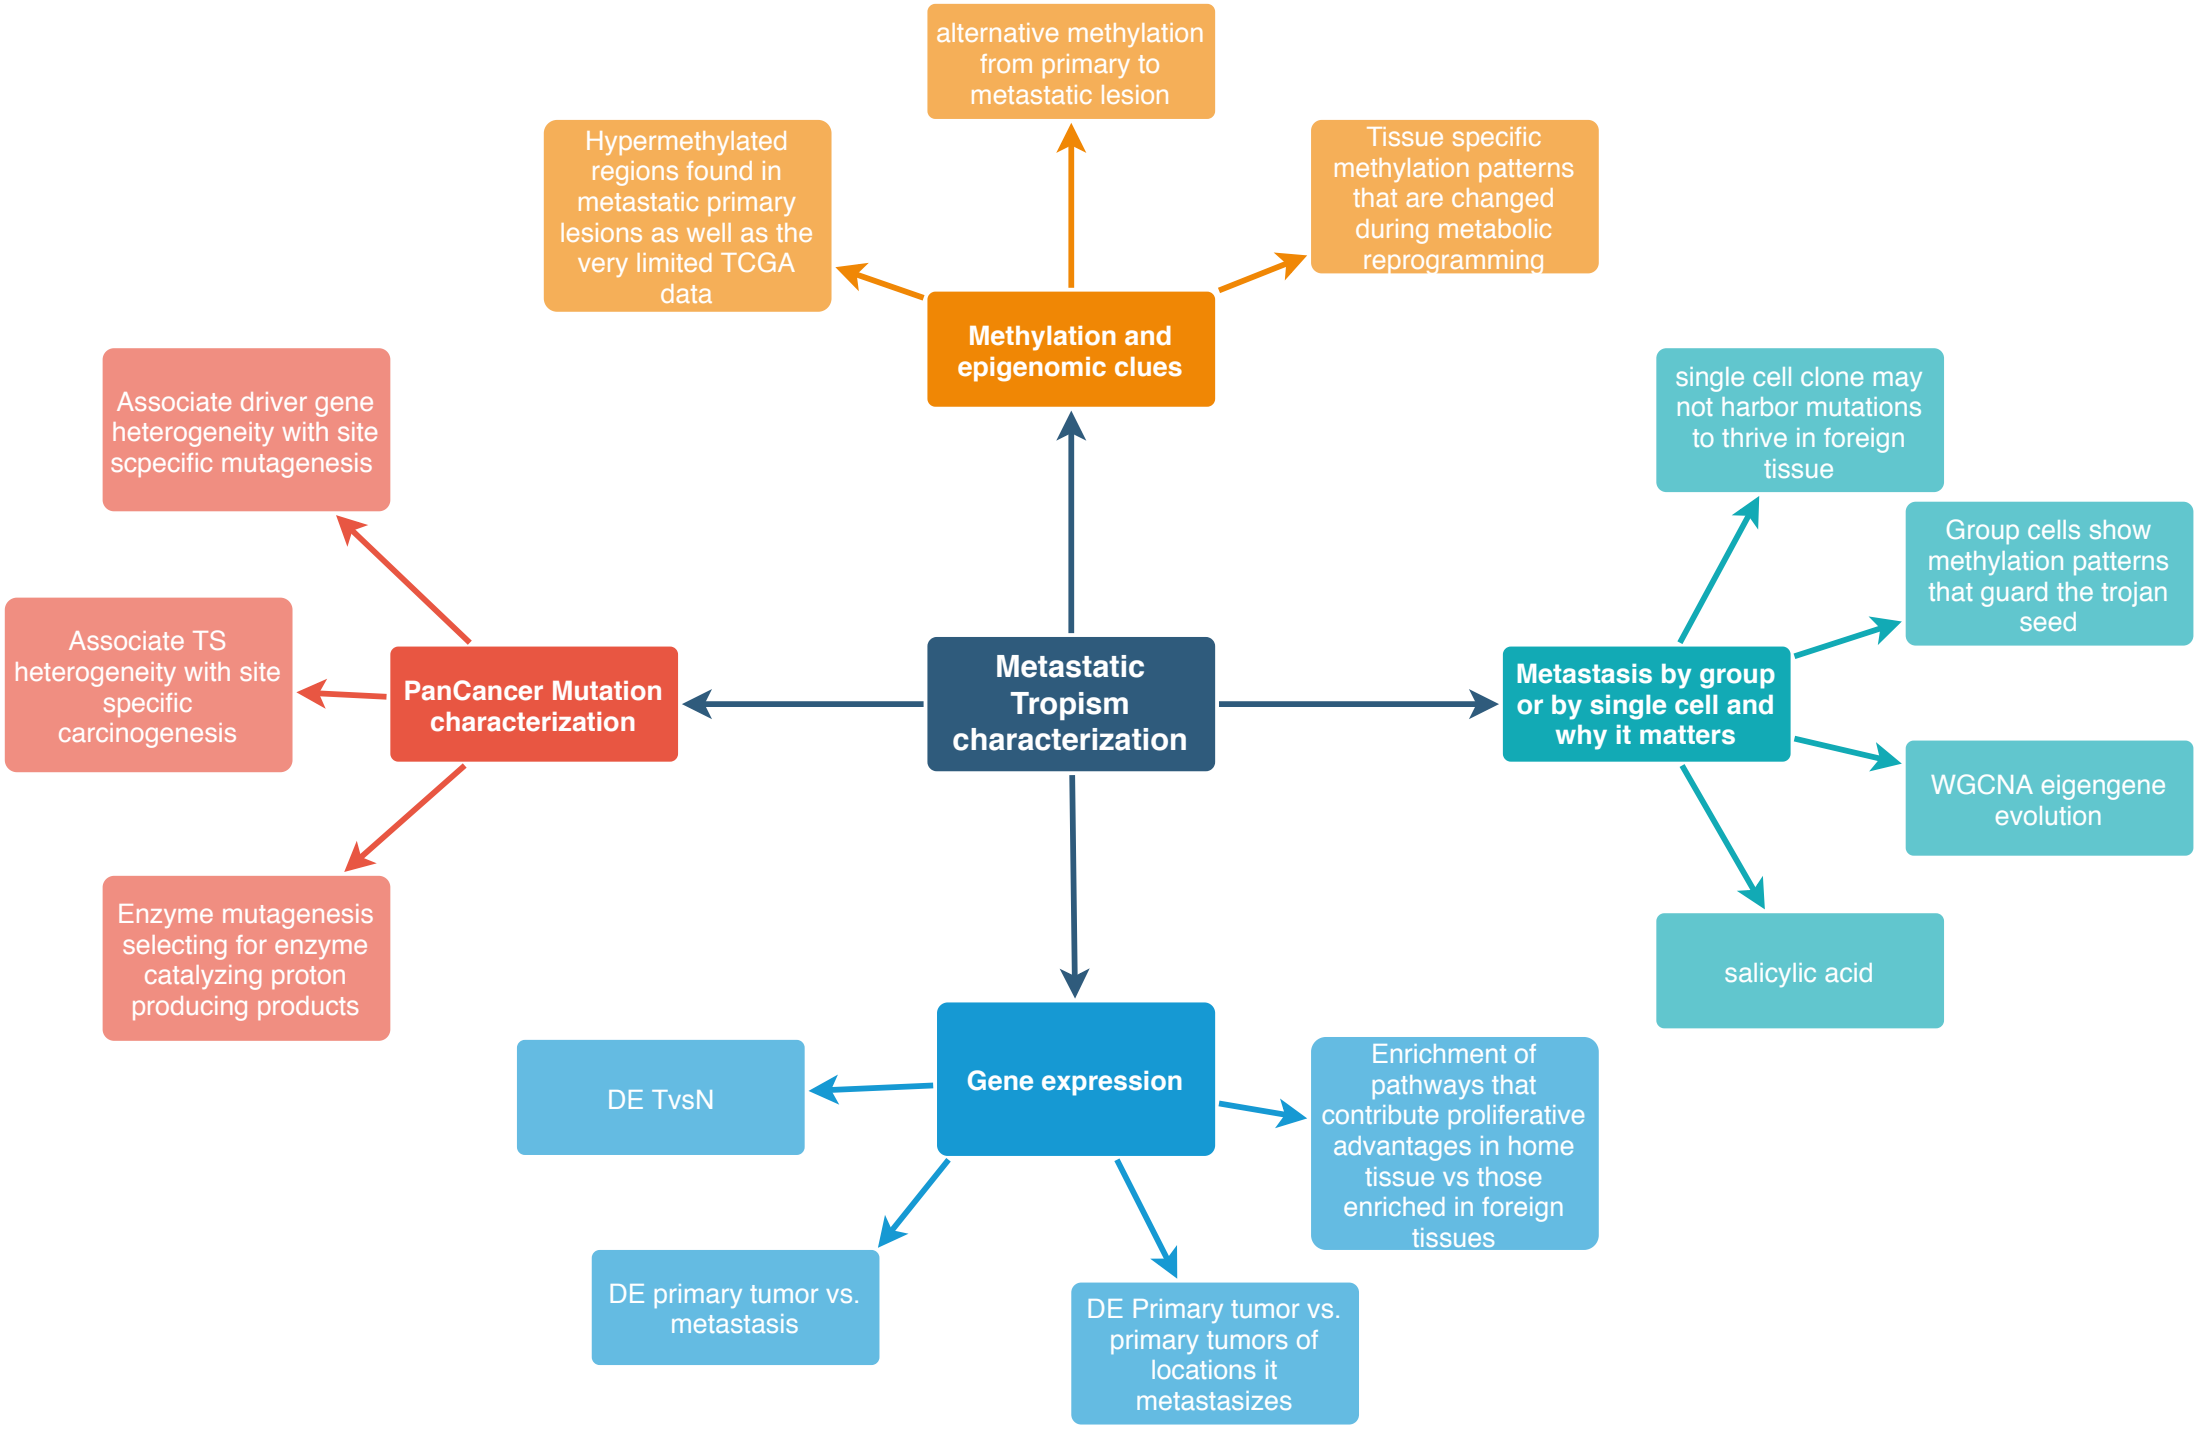 alternative methylation
from primary to
metastatic lesion
Hypermethylated
regions found in
metastatic primary
lesions as well as the
very limited TCGA
data
Tissue specific
methylation patterns
that are changed
during metabolic
reprogramming
Methylation and
epigenomic clues
Associate driver gene
heterogeneity with site
scpecific mutagenesis
Associate TS
heterogeneity with site
specific
carcinogenesis
Enzyme mutagenesis
selecting for enzyme
catalyzing proton
producing products
PanCancer Mutation
characterization
Metastatic
Tropism
characterization
Metastasis by group
or by single cell and
why it matters
single cell clone may
not harbor mutations
to thrive in foreign
tissue
Group cells show
methylation patterns
that guard the trojan
seed
WGCNA eigengene
evolution
salicylic acid
Gene expression
DE TvsN
DE primary tumor vs.
metastasis
DE Primary tumor vs.
primary tumors of
locations it
metastasizes
Enrichment of
pathways that
contribute proliferative
advantages in home
tissue vs those
enriched in foreign
tissues